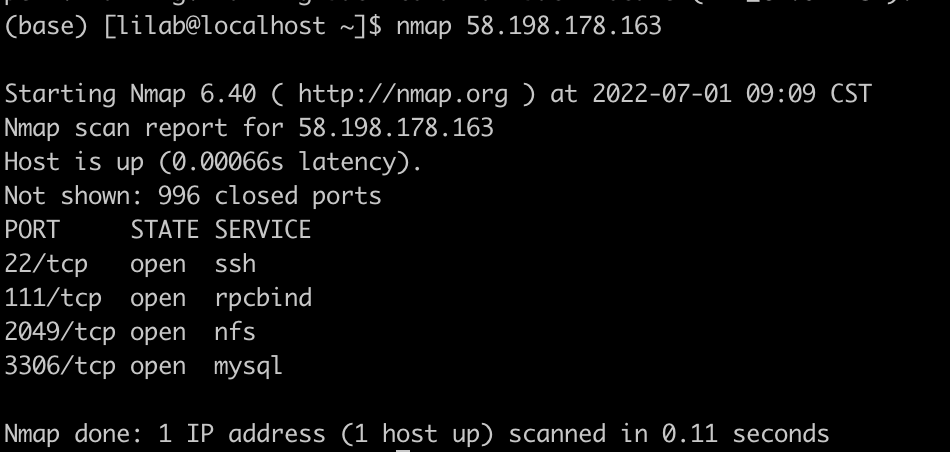 (base) [lilab@localhost ~]$ nmap 58.198.178.163
Starting Nmap 6.40 ( http://nmap.org ) at 2022-07-01 09:09 CST
Nmap scan report for 58.198.178.163
Host is up (0.00066s latency).
Not shown: 996 closed ports
PORT     STATE SERVICE
22/tcp   open  ssh
111/tcp  open  rpcbind
2049/tcp open  nfs
3306/tcp open  mysql
Nmap done: 1 IP address (1 host up) scanned in 0.11 seconds